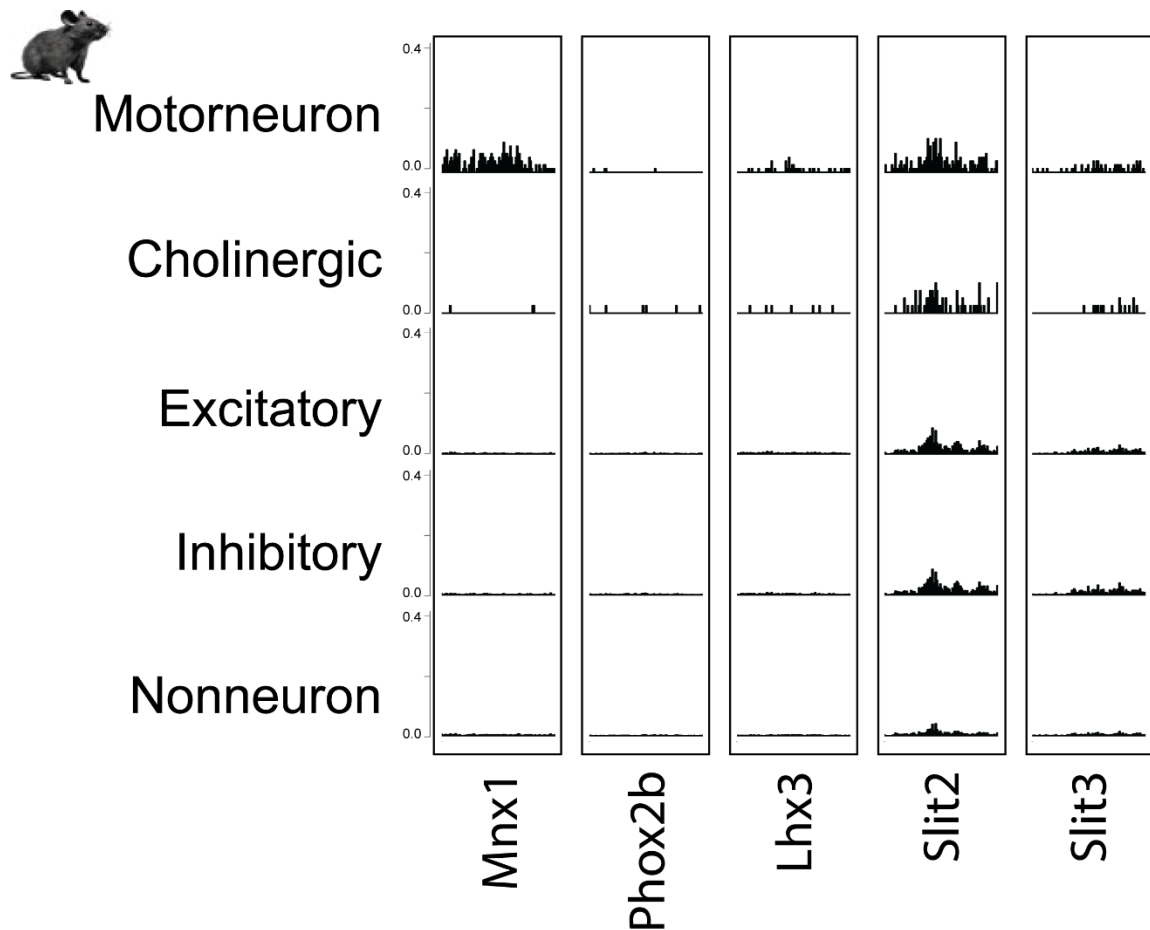 0.4
Motorneuron
0.0
0.4
Cholinergic
0.0
0.4
Excitatory
0.0
0.4
Inhibitory
0.0
0.4
Nonneuron
0.0
Mnx1
Phox2b
Lhx3
Slit2
Slit3